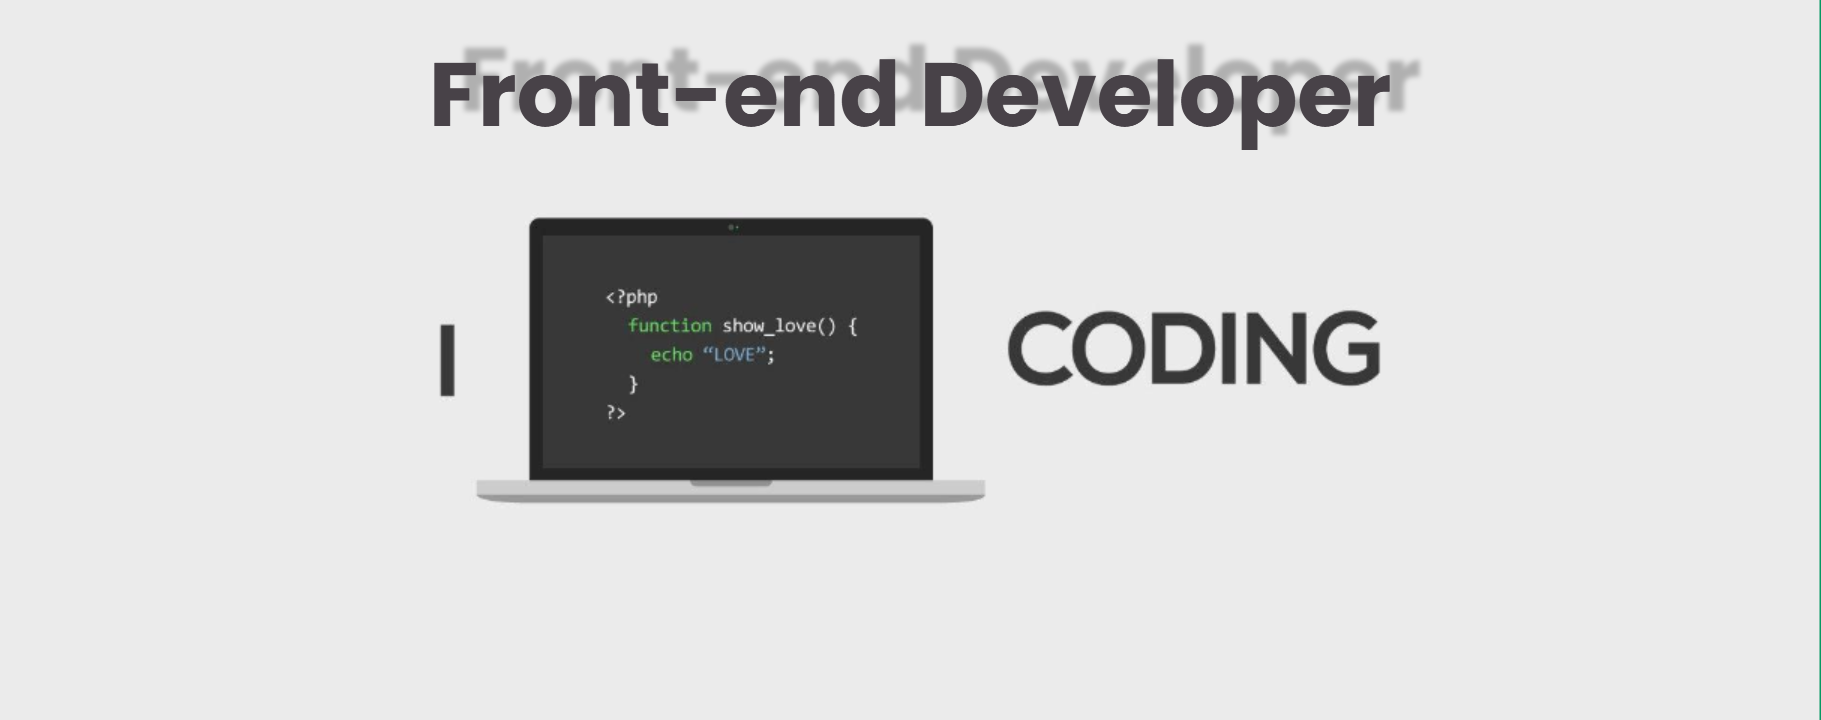 Front-end Developer
I
<?php
function show_love() {
echo “LOVE”;
}
?>
CODING